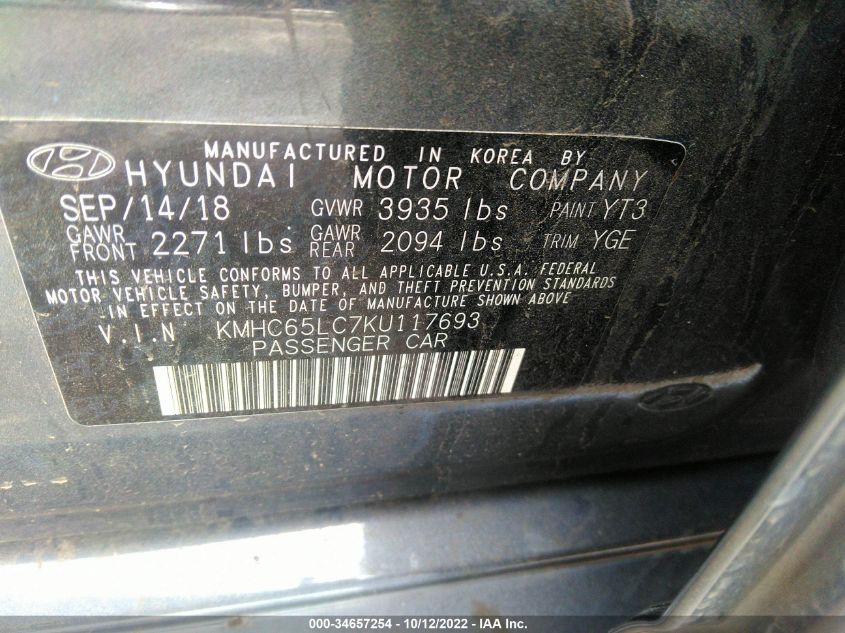 MANUFACTURED IN KOREA BY
HYUNDAI MOTOR COMPANY
SEP/14/18 GVWR 3935 lbs PAINT YT3
GAWR FRONT 2271 lbs GAWR REAR 2094 lbs TRIM YGE
THIS VEHICLE CONFORMS TO ALL APPLICABLE U.S.A. FEDERAL
MOTOR VEHICLE SAFETY, BUMPER, AND THEFT PREVENTION STANDARDS
IN EFFECT ON THE DATE OF MANUFACTURE SHOWN ABOVE
V.I.N KMHC65LC7KU117693
PASSENGER CAR
000-34657254 - 10/12/2022 - IAA Inc.